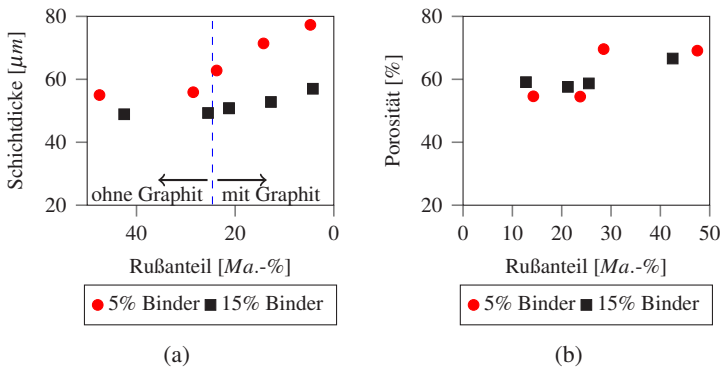 80
60
40
20
Schichtdicke [μm]
ohne Graphit
mit Graphit
40
20
0
Rußanteil [Ma.-%]
5% Binder
15% Binder
(a)
80
60
40
20
Porosität [%]
0
10
20
30
40
50
Rußanteil [Ma.-%]
5% Binder
15% Binder
(b)